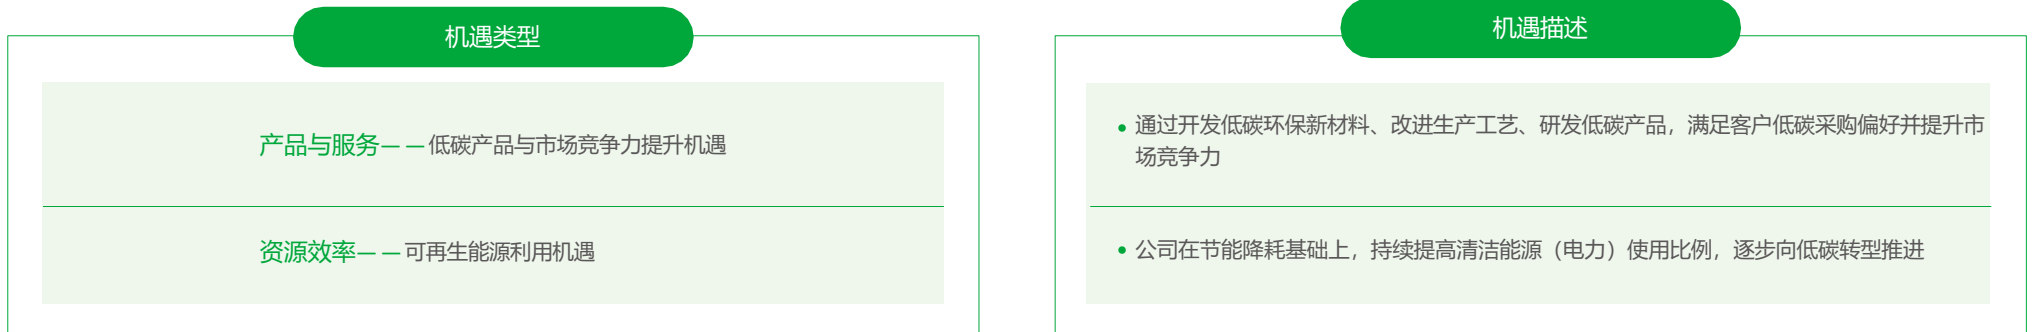 机遇类型
产品与服务——低碳产品与市场竞争力提升机遇
资源效率——可再生能源利用机遇
机遇描述
通过开发低碳环保新材料、改进生产工艺、研发低碳产品，满足客户低碳采购偏好并提升市
场竞争力
公司在节能降耗基础上，持续提高清洁能源（电力）使用比例，逐步向低碳转型推进